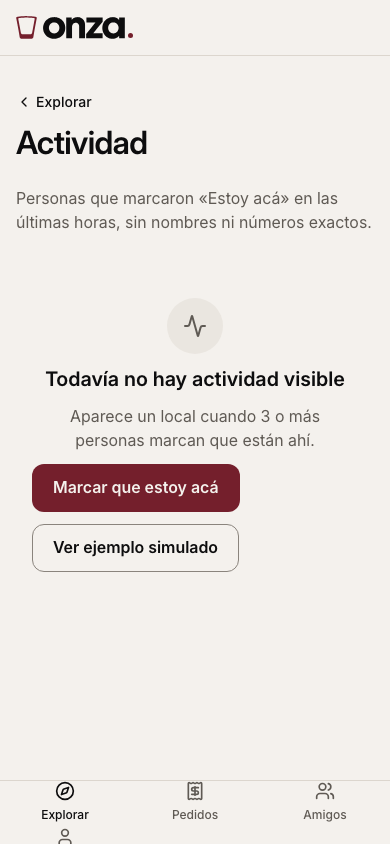 onza.
Explorar
Actividad
Personas que marcaron «Estoy acá» en las
últimas horas, sin nombres ni números exactos.
Todavía no hay actividad visible
Aparece un local cuando 3 o más
personas marcan que están ahí.
Marcar que estoy acá
Ver ejemplo simulado
Explorar
Pedidos
Amigos